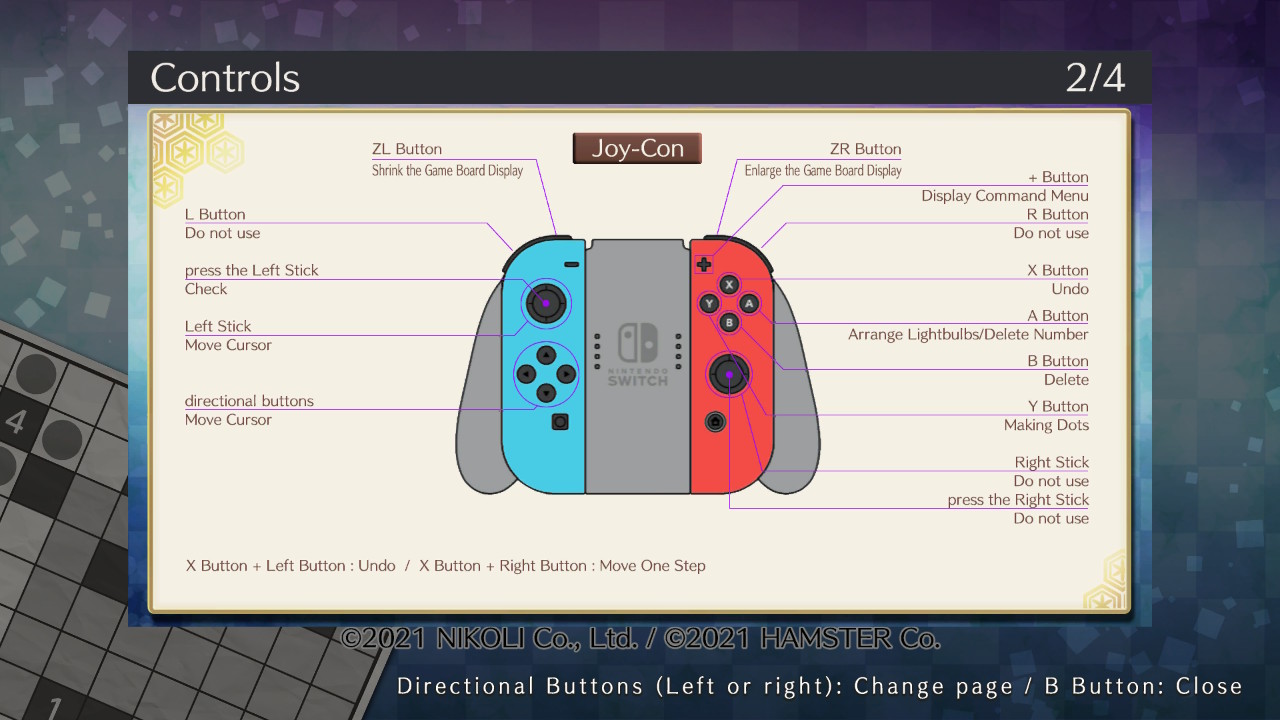 Controls
2/4
Joy-Con
ZL Button
Shrink the Game Board Display
ZR Button
Enlarge the Game Board Display
+ Button
Display Command Menu
L Button
Do not use
R Button
Do not use
press the Left Stick
Check
X Button
Undo
Left Stick
Move Cursor
A Button
Arrange Lightbulbs/Delete Number
B Button
Delete
directional buttons
Move Cursor
Y Button
Making Dots
Right Stick
Do not use
press the Right Stick
Do not use
X
Y
A
B
NINTENDO
SWITCH
X Button + Left Button : Undo / X Button + Right Button : Move One Step
4
1
©2021 NIKOLI Co., Ltd. / ©2021 HAMSTER Co.
Directional Buttons (Left or right): Change page / B Button: Close